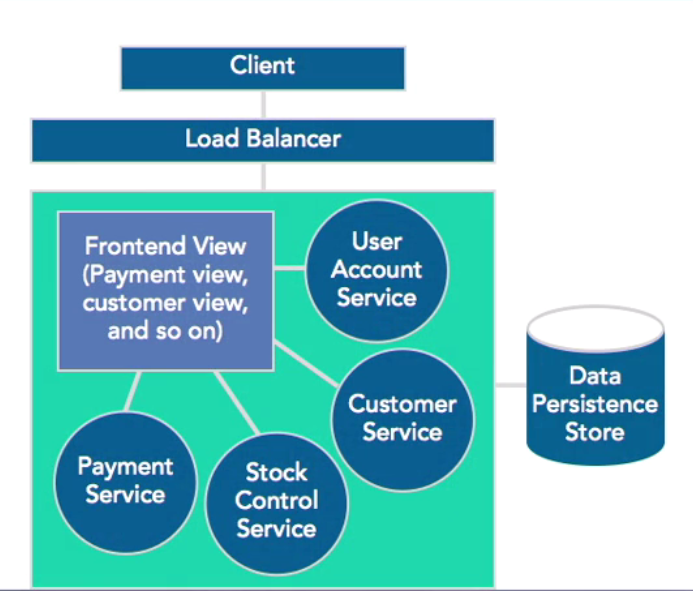 Client
Load Balancer
Frontend View
(Payment view,
customer view,
and so on)
User
Account
Service
Customer
Service
Payment
Service
Stock
Control
Service
Data
Persistence
Store